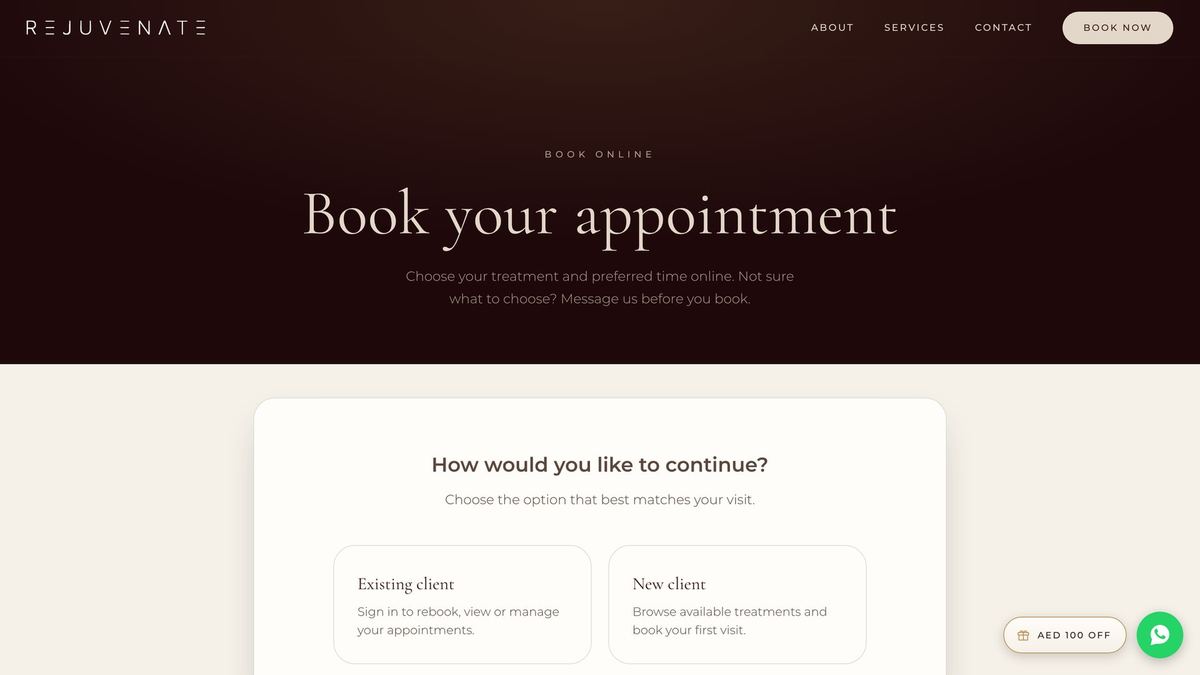 REJUVENATE
ABOUT
SERVICES
CONTACT
BOOK NOW
BOOK ONLINE
Book your appointment
Choose your treatment and preferred time online. Not sure
what to choose? Message us before you book.
How would you like to continue?
Choose the option that best matches your visit.
Existing client
Sign in to rebook, view or manage
your appointments.
New client
Browse available treatments and
book your first visit.
AED 100 OFF